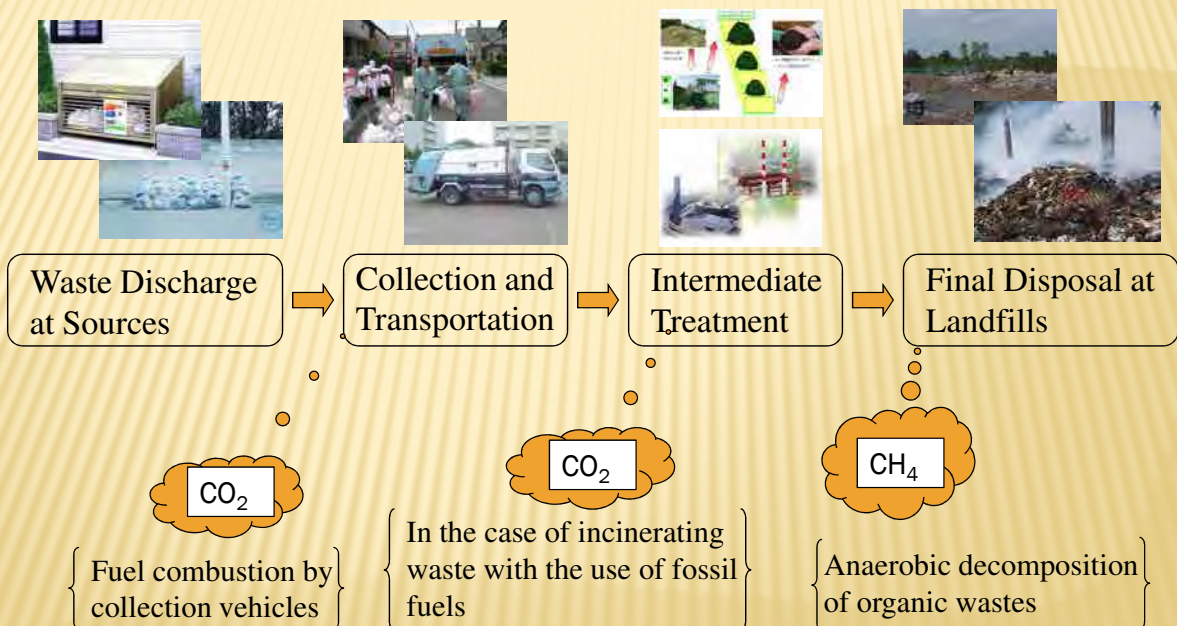 Waste Discharge
at Sources
Collection and
Transportation
Intermediate
Treatment
Final Disposal at
Landfills
CO₂
CO₂
CH₄
Fuel combustion by
collection vehicles
In the case of incinerating
waste with the use of fossil
fuels
Anaerobic decomposition
of organic wastes